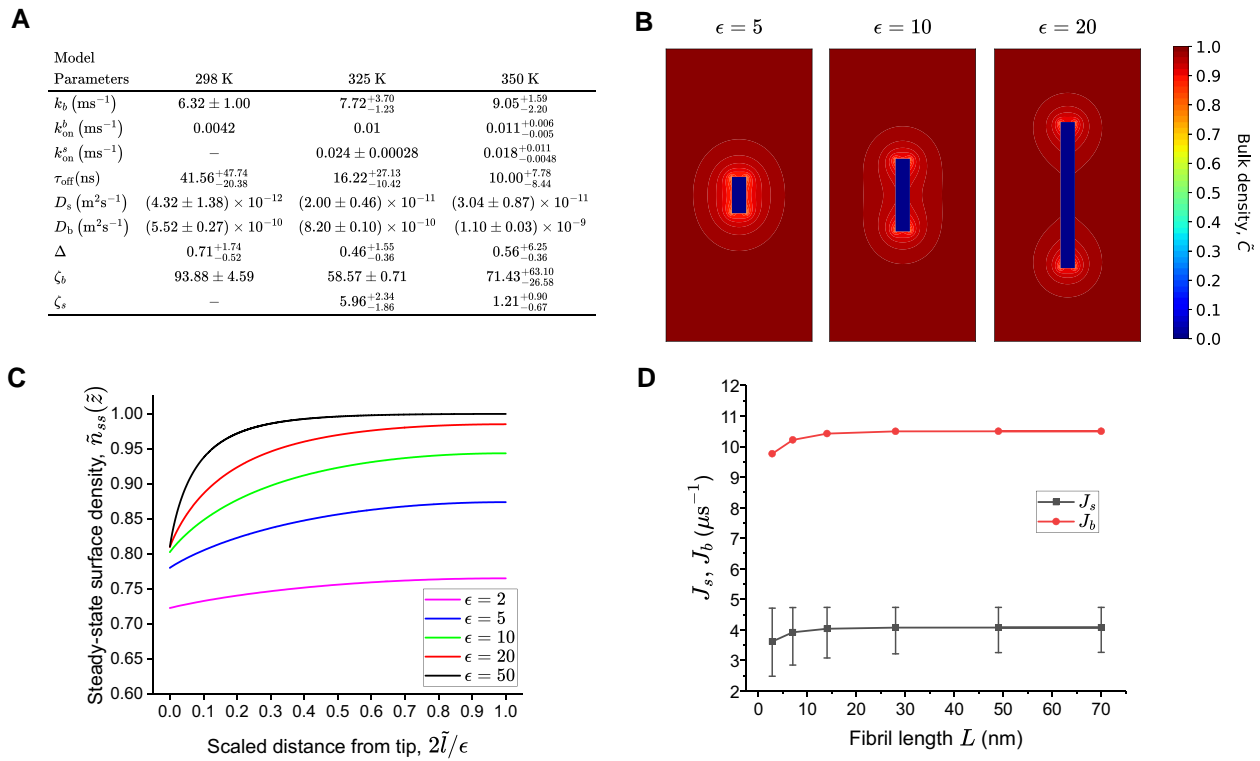 A
Model
Parameters 298 K 325 K 350 K
k_b (ms⁻¹) 6.32 ± 1.00 7.72^{+3.70}_{-1.23} 9.05^{+1.59}_{-2.20}
k^b_on (ms⁻¹) 0.0042 0.01 0.011^{+0.006}_{-0.005}
k^s_on (ms⁻¹) – 0.024 ± 0.00028 0.018^{+0.011}_{-0.0048}
τ_off(ns) 41.56^{+47.74}_{-20.38} 16.22^{+27.13}_{-10.42} 10.00^{+7.78}_{-8.44}
D_s (m²s⁻¹) (4.32 ± 1.38) × 10⁻¹² (2.00 ± 0.46) × 10⁻¹¹ (3.04 ± 0.87) × 10⁻¹¹
D_b (m²s⁻¹) (5.52 ± 0.27) × 10⁻¹⁰ (8.20 ± 0.10) × 10⁻¹⁰ (1.10 ± 0.03) × 10⁻⁹
Δ 0.71^{+1.74}_{-0.52} 0.46^{+1.55}_{-0.36} 0.56^{+6.25}_{-0.36}
ζ_b 93.88 ± 4.59 58.57 ± 0.71 71.43^{+63.10}_{-26.58}
ζ_s – 5.96^{+2.34}_{-1.86} 1.21^{+0.90}_{-0.67}
B
ϵ = 5 ϵ = 10 ϵ = 20
1.0
0.9
0.8
0.7
0.6
0.5
0.4
0.3
0.2
0.1
0.0
Bulk density, C̃
C
Steady-state surface density, ñ_ss(z̃)
1.00
0.95
0.90
0.85
0.80
0.75
0.70
0.65
0.60
ϵ = 2
ϵ = 5
ϵ = 10
ϵ = 20
ϵ = 50
0.0 0.1 0.2 0.3 0.4 0.5 0.6 0.7 0.8 0.9 1.0
Scaled distance from tip, 2l̃/ϵ
D
J_s, J_b (μs⁻¹)
12
11
10
9
8
7
6
5
4
3
2
J_s
J_b
0 10 20 30 40 50 60 70
Fibril length L (nm)